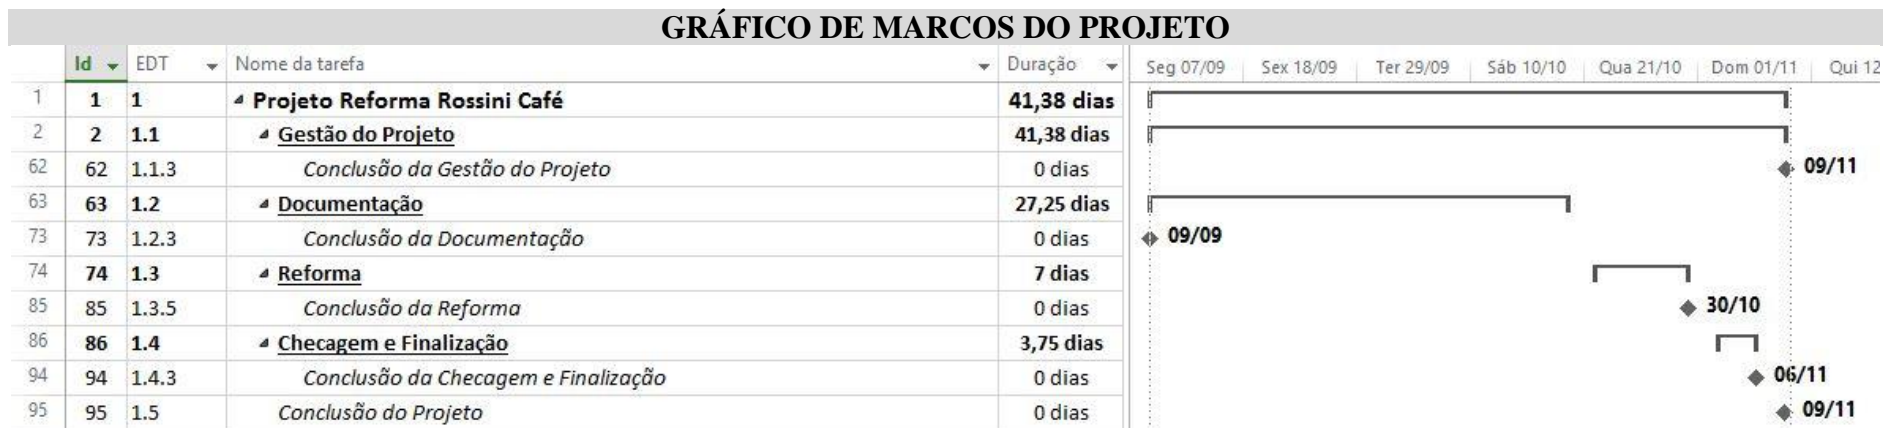 GRÁFICO DE MARCOS DO PROJETO
Id EDT Nome da tarefa Duração Seg 07/09 Sex 18/09 Ter 29/09 Sáb 10/10 Qua 21/10 Dom 01/11 Qui 12
1 1 1 Projeto Reforma Rossini Café 41,38 dias
2 2 1.1 Gestão do Projeto 41,38 dias
62 62 1.1.3 Conclusão da Gestão do Projeto 0 dias 09/11
63 63 1.2 Documentação 27,25 dias
73 73 1.2.3 Conclusão da Documentação 0 dias 09/09
74 74 1.3 Reforma 7 dias
85 85 1.3.5 Conclusão da Reforma 0 dias 30/10
86 86 1.4 Checagem e Finalização 3,75 dias
94 94 1.4.3 Conclusão da Checagem e Finalização 0 dias 06/11
95 95 1.5 Conclusão do Projeto 0 dias 09/11